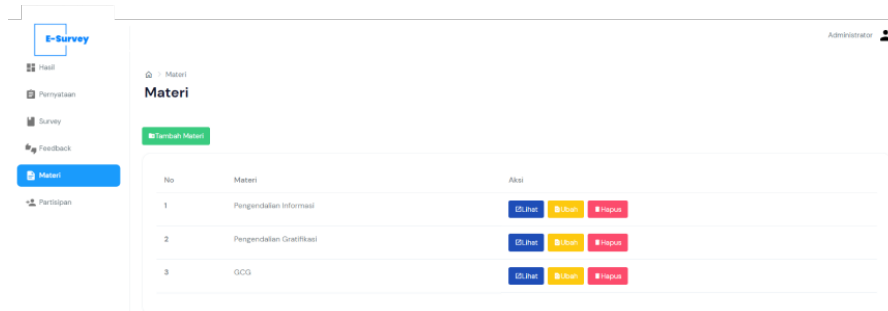 E-Survey
Administrator
Hasil
Pernyataan
Survey
Feedback
Materi
Partisipan
> Materi
Materi
Tambah Materi
No Materi Aksi
1 Pengendalian Informasi Lihat Ubah Hapus
2 Pengendalian Gratifikasi Lihat Ubah Hapus
3 GCG Lihat Ubah Hapus